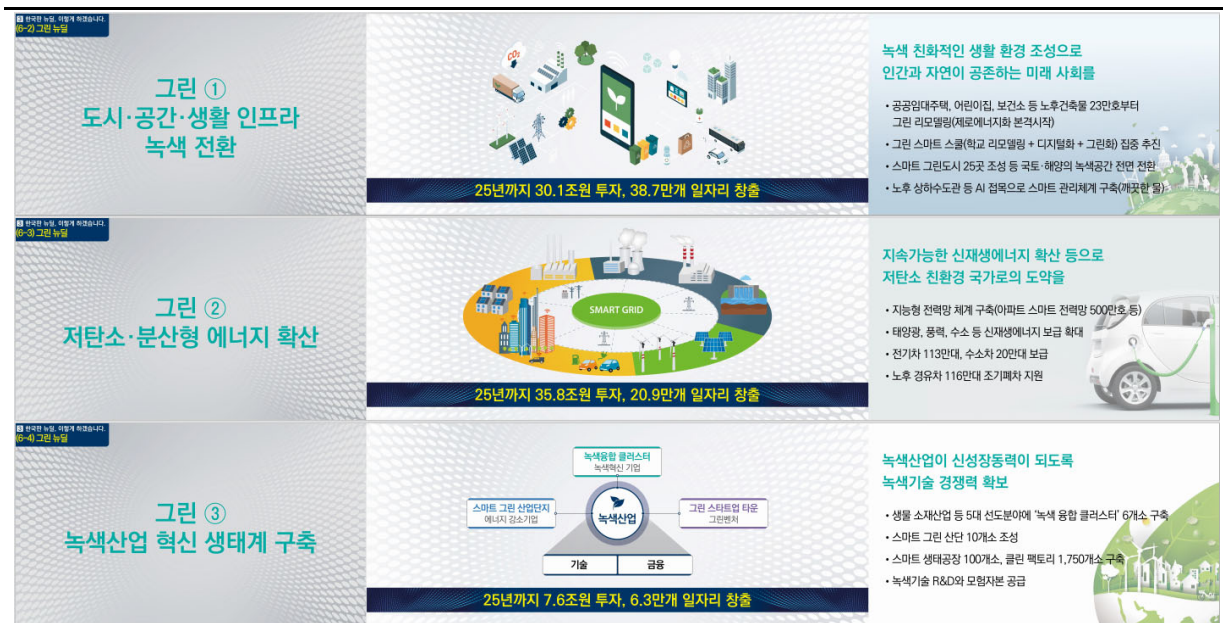 3 한국판 뉴딜, 이렇게 하겠습니다.
(6-2) 그린 뉴딜
그린 ①
도시·공간·생활 인프라
녹색 전환
CO₂
25년까지 30.1조원 투자, 38.7만개 일자리 창출
녹색 친화적인 생활 환경 조성으로
인간과 자연이 공존하는 미래 사회를
• 공공임대주택, 어린이집, 보건소 등 노후건축물 23만호부터
그린 리모델링(제로에너지화 본격시작)
• 그린 스마트 스쿨(학교 리모델링 + 디지털화 + 그린화) 집중 추진
• 스마트 그린도시 25곳 조성 등 국토·해양의 녹색공간 전면 전환
• 노후 상하수도관 등 AI 접목으로 스마트 관리체계 구축(깨끗한 물)
3 한국판 뉴딜, 이렇게 하겠습니다.
(6-3) 그린 뉴딜
그린 ②
저탄소·분산형 에너지 확산
SMART GRID
25년까지 35.8조원 투자, 20.9만개 일자리 창출
지속가능한 신재생에너지 확산 등으로
저탄소 친환경 국가로의 도약을
• 지능형 전력망 체계 구축(아파트 스마트 전력망 500만호 등)
• 태양광, 풍력, 수소 등 신재생에너지 보급 확대
• 전기차 113만대, 수소차 20만대 보급
• 노후 경유차 116만대 조기폐차 지원
3 한국판 뉴딜, 이렇게 하겠습니다.
(6-4) 그린 뉴딜
그린 ③
녹색산업 혁신 생태계 구축
녹색융합 클러스터
녹색혁신 기업
스마트 그린 산업단지
에너지 강소기업
녹색산업
그린 스타트업 타운
그린벤처
기술
금융
25년까지 7.6조원 투자, 6.3만개 일자리 창출
녹색산업이 신성장동력이 되도록
녹색기술 경쟁력 확보
• 생물 소재산업 등 5대 선도분야에 '녹색 융합 클러스터' 6개소 구축
• 스마트 그린 산단 10개소 조성
• 스마트 생태공장 100개소, 클린 팩토리 1,750개소 구축
• 녹색기술 R&D와 모험자본 공급